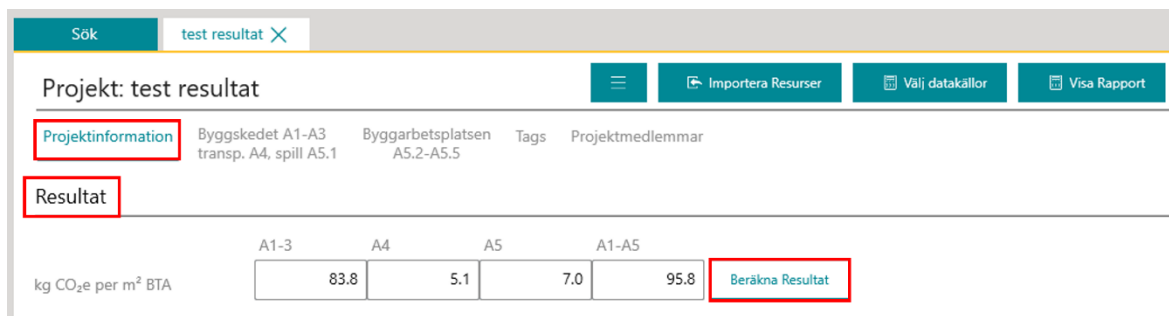 Sök test resultat
Projekt: test resultat
Importera Resurser Välj datakällor Visa Rapport
Projektinformation Byggskedet A1-A3 Byggarbetsplatsen Tags Projektmedlemmar
transp. A4, spill A5.1 A5.2-A5.5
Resultat
A1-3 A4 A5 A1-A5
kg CO₂e per m² BTA 83.8 5.1 7.0 95.8 Beräkna Resultat